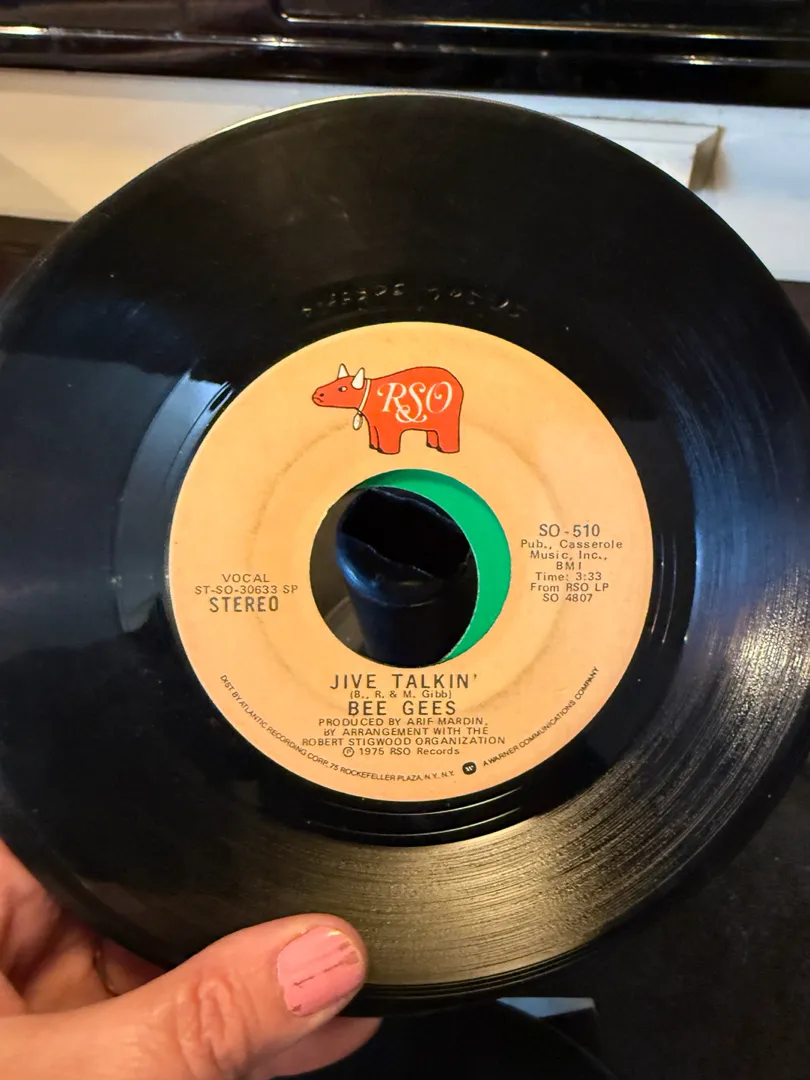 RSO
SO-510
Pub., Casserole
Music, Inc.,
BMI
Time: 3:33
From RSO LP
SO 4807
VOCAL
ST-SO-30633 SP
STEREO
JIVE TALKIN'
(B., R. & M. Gibb)
BEE GEES
PRODUCED BY ARIF MARDIN,
BY ARRANGEMENT WITH THE
ROBERT STIGWOOD ORGANIZATION
Ⓟ 1975 RSO Records
DIST. BY ATLANTIC RECORDING CORP., 75 ROCKEFELLER PLAZA, N.Y., N.Y. A WARNER COMMUNICATIONS COMPANY